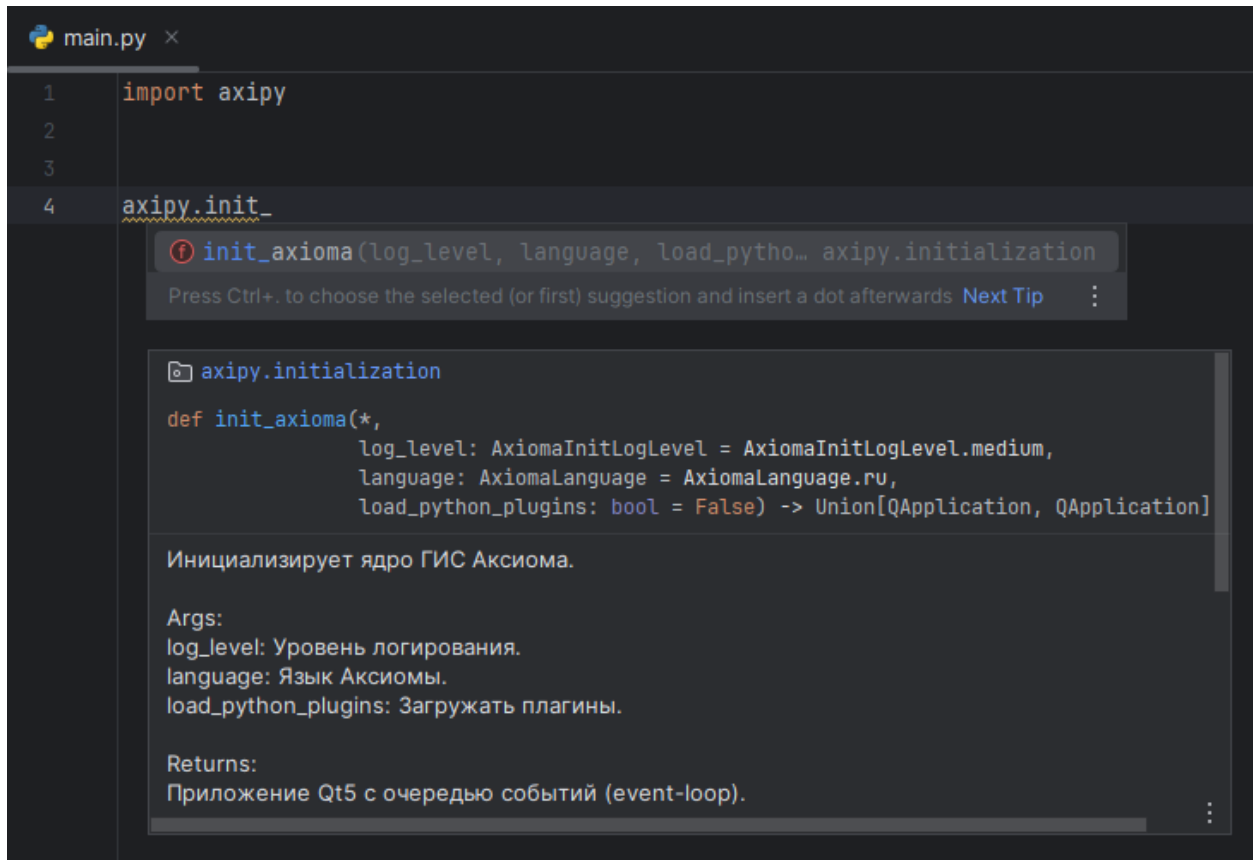 main.py ×
1 import axipy
2
3
4 axipy.init_
init_axioma(log_level, language, load_pytho… axipy.initialization
Press Ctrl+. to choose the selected (or first) suggestion and insert a dot afterwards Next Tip
axipy.initialization
def init_axioma(*,
log_level: AxiomaInitLogLevel = AxiomaInitLogLevel.medium,
language: AxiomaLanguage = AxiomaLanguage.ru,
load_python_plugins: bool = False) -> Union[QApplication, QApplication]
Инициализирует ядро ГИС Аксиома.
Args:
log_level: Уровень логирования.
language: Язык Аксиомы.
load_python_plugins: Загружать плагины.
Returns:
Приложение Qt5 с очередью событий (event-loop).